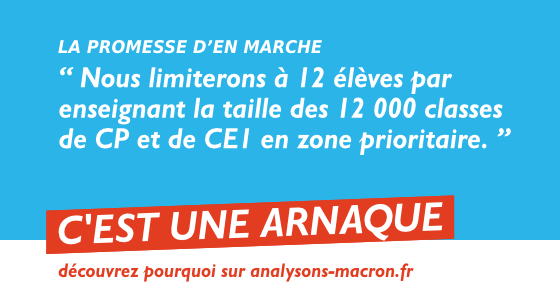 LA PROMESSE D’EN MARCHE
“ Nous limiterons à 12 élèves par
enseignant la taille des 12 000 classes
de CP et de CE1 en zone prioritaire. ”
C'EST UNE ARNAQUE
découvrez pourquoi sur analysons-macron.fr